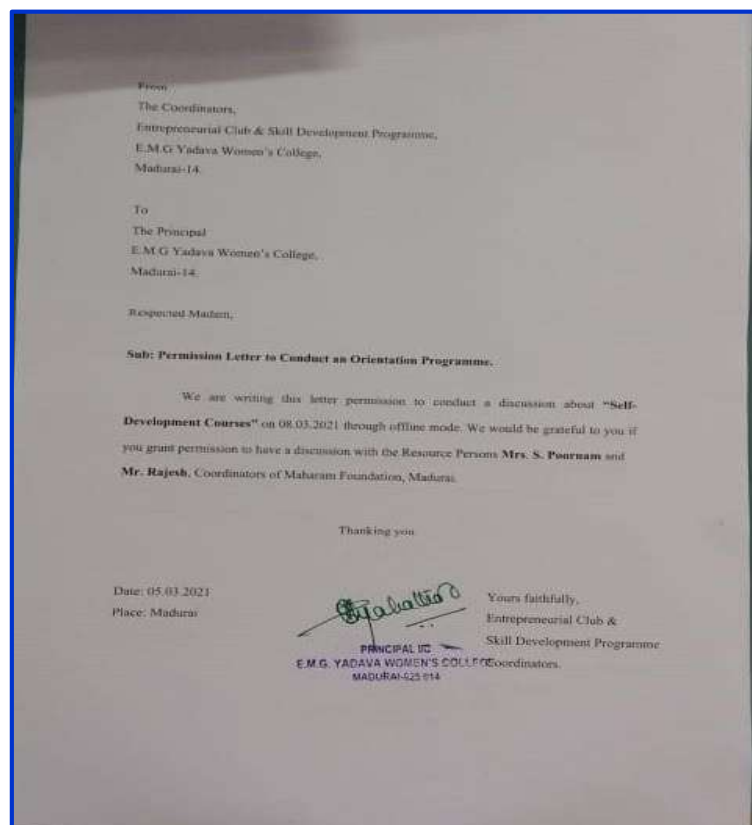 From
The Coordinators,
Entrepreneurial Club & Skill Development Programme,
E.M.G Yadava Women's College,
Madurai-14.
To
The Principal
E.M.G Yadava Women's College,
Madurai-14.
Respected Madam,
Sub: Permission Letter to Conduct an Orientation Programme.
We are writing this letter permission to conduct a discussion about "Self-
Development Courses" on 08.03.2021 through offline mode. We would be grateful to you if
you grant permission to have a discussion with the Resource Persons Mrs. S. Poornam and
Mr. Rajesh, Coordinators of Maharam Foundation, Madurai.
Thanking you
Date: 05.03.2021
Place: Madurai
Yours faithfully,
Entrepreneurial Club &
Skill Development Programme
Coordinators.
PRINCIPAL I/C
E.M.G. YADAVA WOMEN'S COLLEGE
MADURAI-625 014